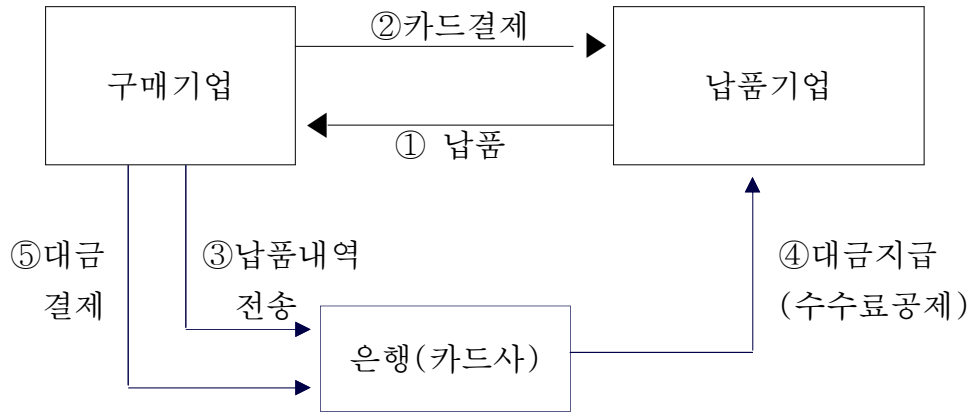 ②카드결제
구매기업
납품기업
① 납품
⑤대금
결제
③납품내역
전송
④대금지급
(수수료공제)
은행(카드사)